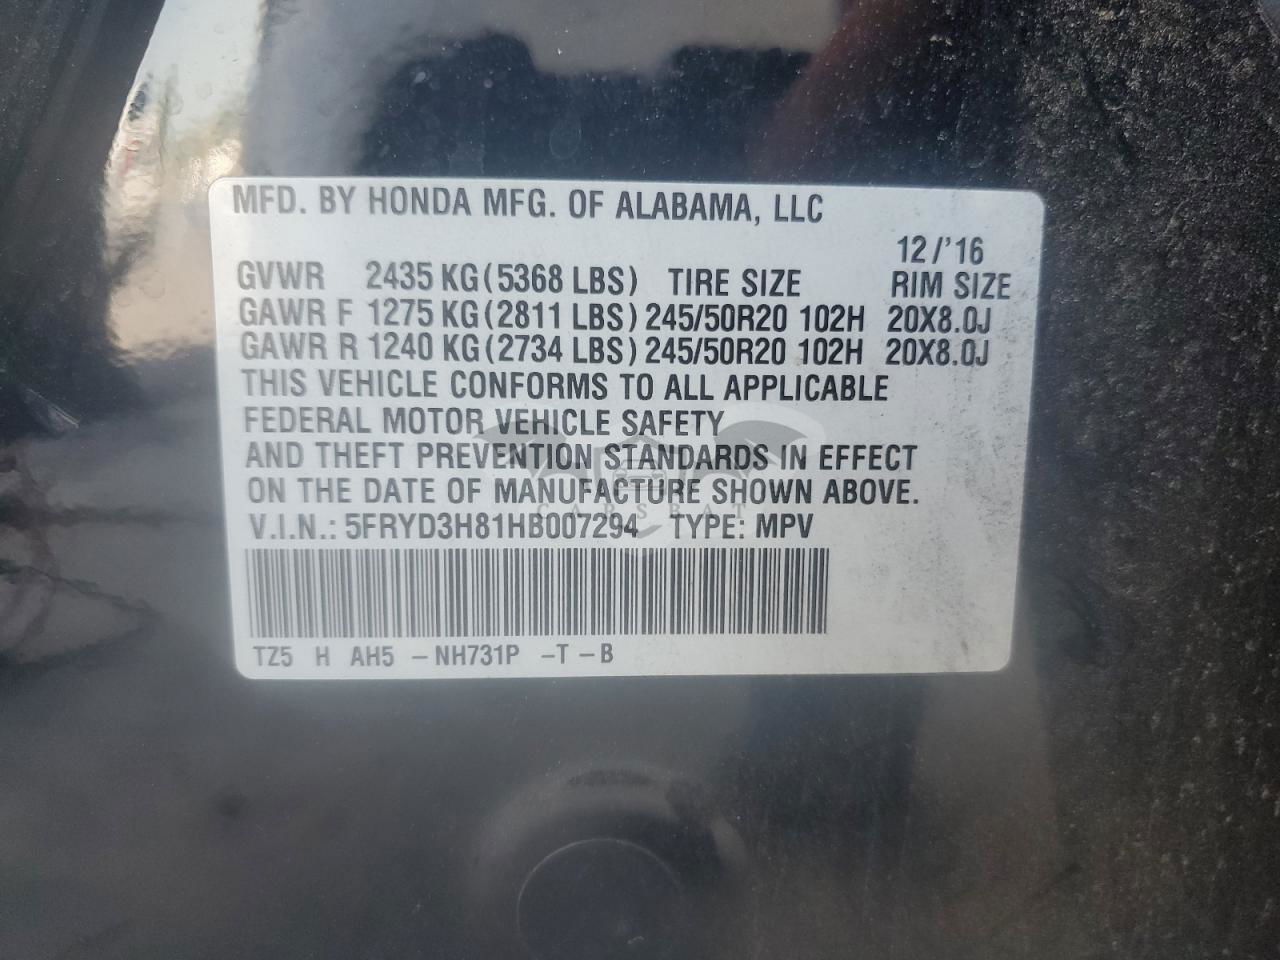 MFD. BY HONDA MFG. OF ALABAMA, LLC
12/'16
GVWR 2435 KG(5368 LBS) TIRE SIZE RIM SIZE
GAWR F 1275 KG(2811 LBS) 245/50R20 102H 20X8.0J
GAWR R 1240 KG(2734 LBS) 245/50R20 102H 20X8.0J
THIS VEHICLE CONFORMS TO ALL APPLICABLE
FEDERAL MOTOR VEHICLE SAFETY
AND THEFT PREVENTION STANDARDS IN EFFECT
ON THE DATE OF MANUFACTURE SHOWN ABOVE.
CARSBAT
V.I.N.: 5FRYD3H81HB007294 TYPE: MPV
TZ5 H AH5 -NH731P -T -B